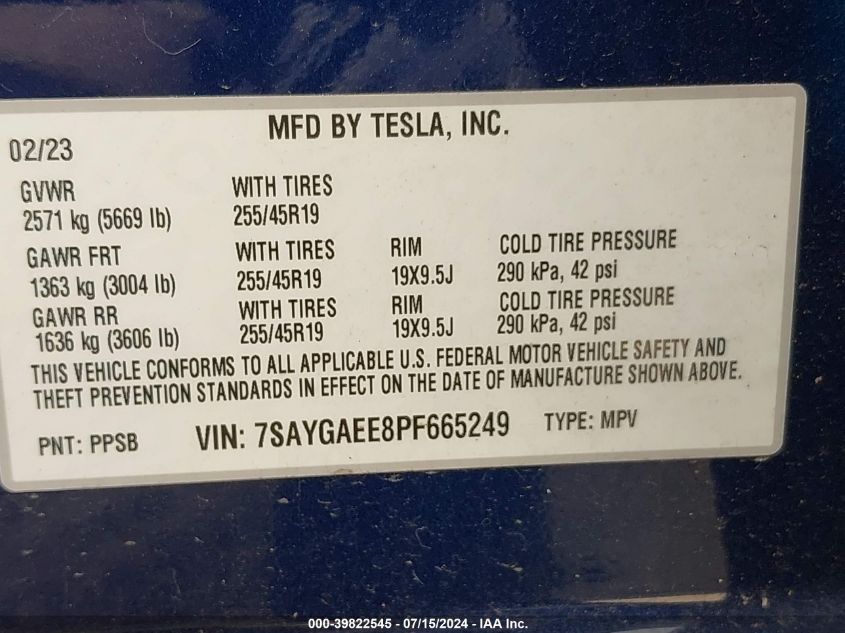 MFD BY TESLA, INC.
02/23
GVWR WITH TIRES
2571 kg (5669 lb) 255/45R19
GAWR FRT WITH TIRES RIM COLD TIRE PRESSURE
1363 kg (3004 lb) 255/45R19 19X9.5J 290 kPa, 42 psi
GAWR RR WITH TIRES RIM COLD TIRE PRESSURE
1636 kg (3606 lb) 255/45R19 19X9.5J 290 kPa, 42 psi
THIS VEHICLE CONFORMS TO ALL APPLICABLE U.S. FEDERAL MOTOR VEHICLE SAFETY AND
THEFT PREVENTION STANDARDS IN EFFECT ON THE DATE OF MANUFACTURE SHOWN ABOVE.
PNT: PPSB VIN: 7SAYGAEE8PF665249 TYPE: MPV
000-39822545 - 07/15/2024 - IAA Inc.